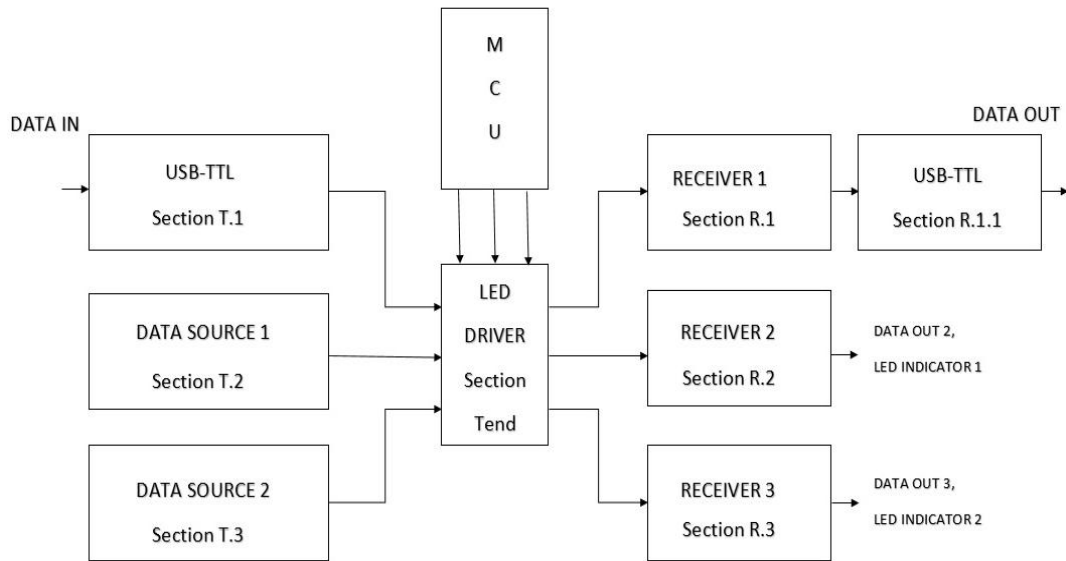 M
C
U
DATA IN
DATA OUT
USB-TTL
Section T.1
RECEIVER 1
Section R.1
USB-TTL
Section R.1.1
DATA SOURCE 1
Section T.2
LED
DRIVER
Section
Tend
RECEIVER 2
Section R.2
DATA OUT 2,
LED INDICATOR 1
DATA SOURCE 2
Section T.3
RECEIVER 3
Section R.3
DATA OUT 3,
LED INDICATOR 2